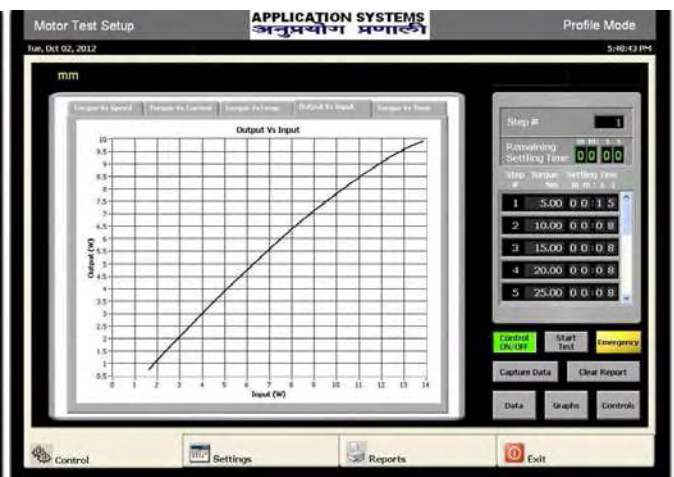 Motor Test Setup
APPLICATION SYSTEMS
अनुप्रयोग प्रणाली
Profile Mode
Tue, Oct 02, 2012
5:40:43 PM
mm
Torque Vs Speed Torque Vs Current Torque Vs Temp Output Vs Input Torque Vs Time
Output Vs Input
Output (W)
10
9.5
9
8.5
8
7.5
7
6.5
6
5.5
5
4.5
4
3.5
3
2.5
2
1.5
1
0.5
0 1 2 3 4 5 6 7 8 9 10 11 12 13 14
Input (W)
Step # 1
m m : s s
Remaining
Settling Time 00 00
Step Torque Settling Time
# Nm m m : s s
1 5.00 0 0 : 1 5
2 10.00 0 0 : 0 8
3 15.00 0 0 : 0 8
4 20.00 0 0 : 0 8
5 25.00 0 0 : 0 8
Control
ON/OFF
Start
Test
Emergency
Capture Data Clear Report
Data Graphs Controls
Control Settings Reports Exit